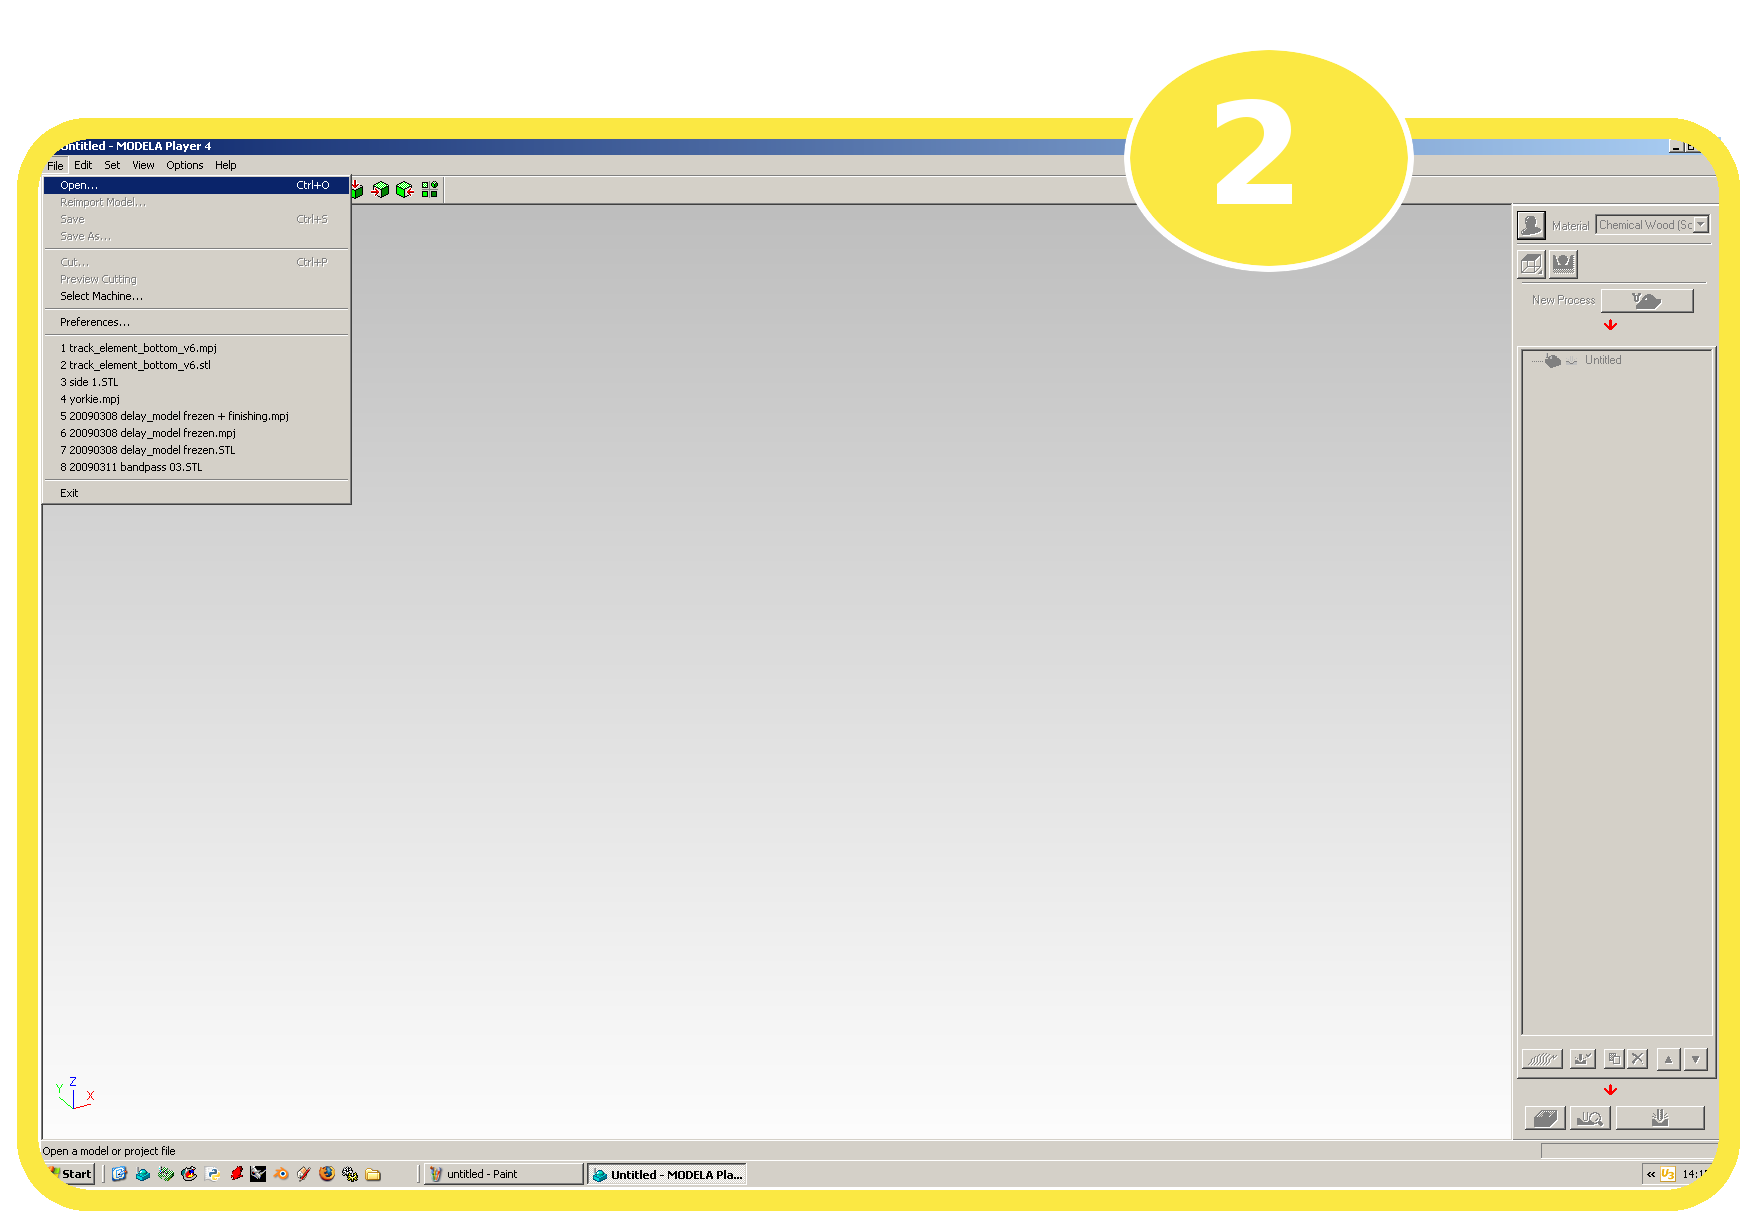 2
Untitled - MODELA Player 4
File Edit Set View Options Help
Open... Ctrl+O
Reimport Model...
Save Ctrl+S
Save As...
Cut... Ctrl+P
Preview Cutting
Select Machine...
Preferences...
1 track_element_bottom_v6.mpj
2 track_element_bottom_v6.stl
3 side 1.STL
4 yorkie.mpj
5 20090308 delay_model frezen + finishing.mpj
6 20090308 delay_model frezen.mpj
7 20090308 delay_model frezen.STL
8 20090311 bandpass 03.STL
Exit
Material Chemical Wood (Sc
New Process
Untitled
Z
Y
X
Open a model or project file
Start untitled - Paint Untitled - MODELA Pla... « U3